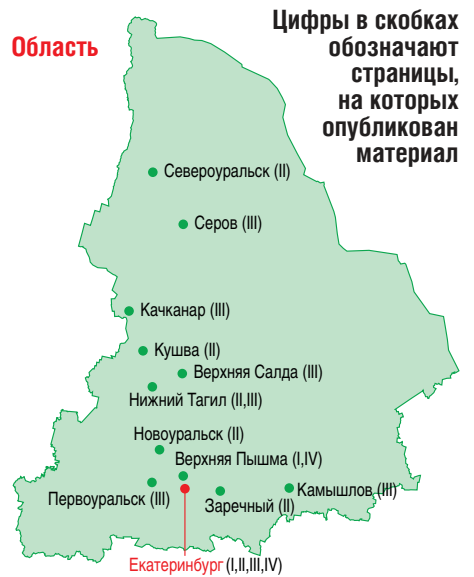 Область
Цифры в скобках
обозначают
страницы,
на которых
опубликован
материал
Североуральск (II)
Серов (III)
Качканар (III)
Кушва (II)
Верхняя Салда (III)
Нижний Тагил (II,III)
Новоуральск (II)
Верхняя Пышма (I,IV)
Первоуральск (III)
Заречный (II)
Камышлов (III)
Екатеринбург (I,II,III,IV)